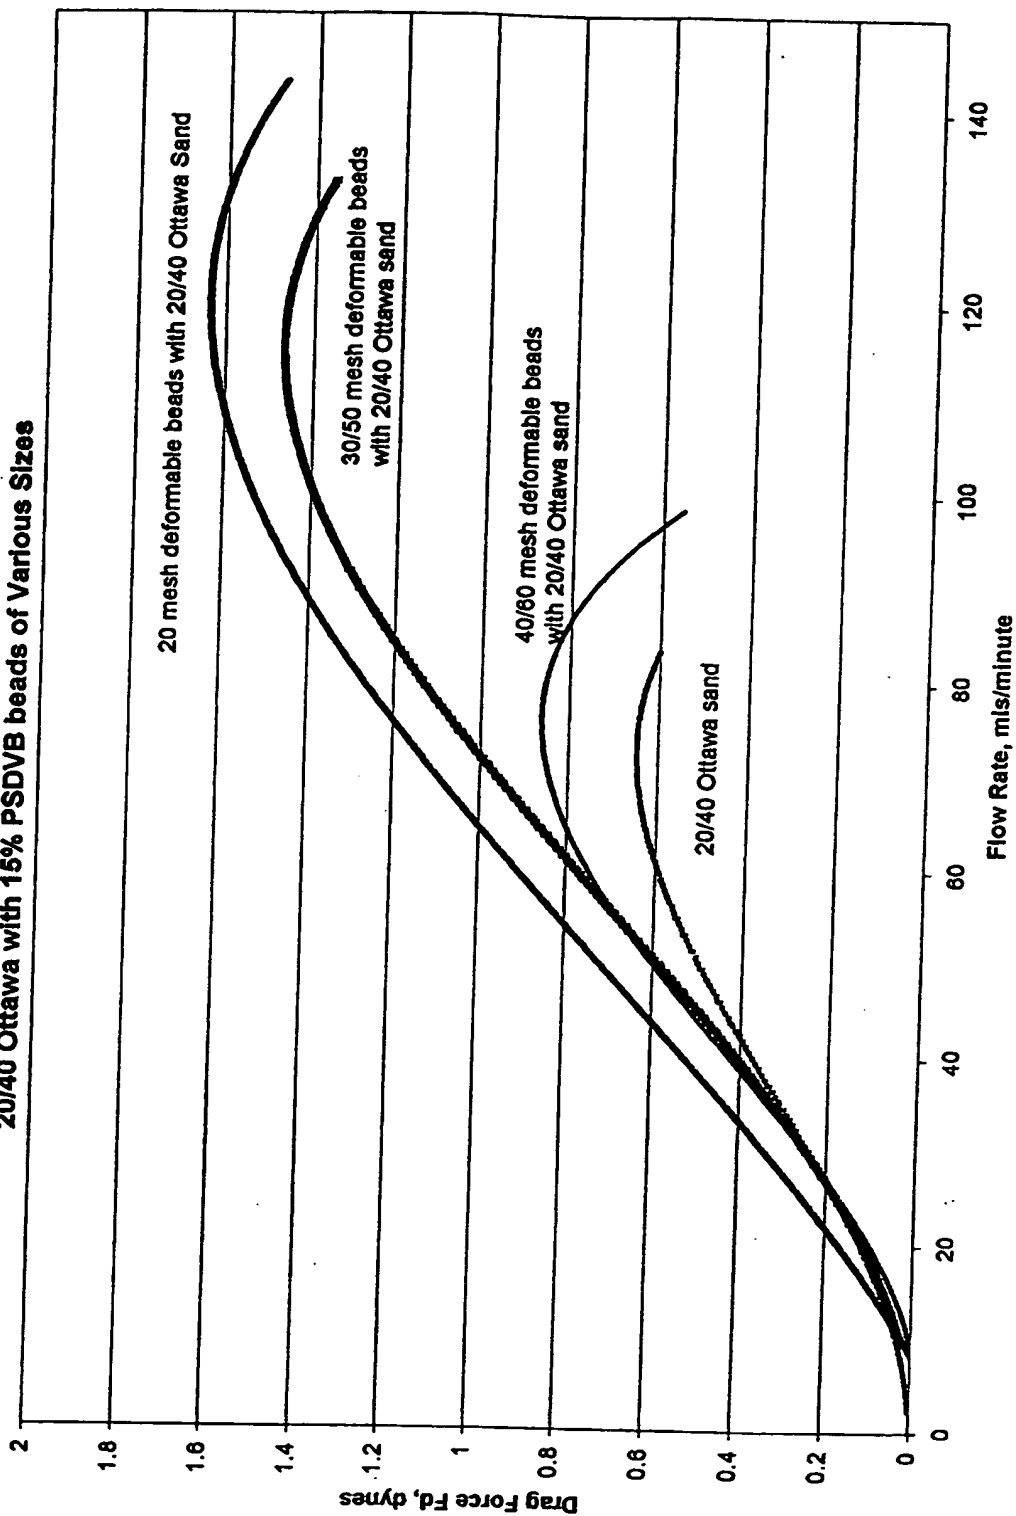 20/40 Ottawa with 15% PSDVB beads of Various Sizes
Drag Force Fd, dynes
2
1.8
1.6
1.4
1.2
1
0.8
0.6
0.4
0.2
0
20 mesh deformable beads with 20/40 Ottawa Sand
30/50 mesh deformable beads
with 20/40 Ottawa sand
40/60 mesh deformable beads
with 20/40 Ottawa sand
20/40 Ottawa sand
0
20
40
60
80
100
120
140
Flow Rate, mls/minute